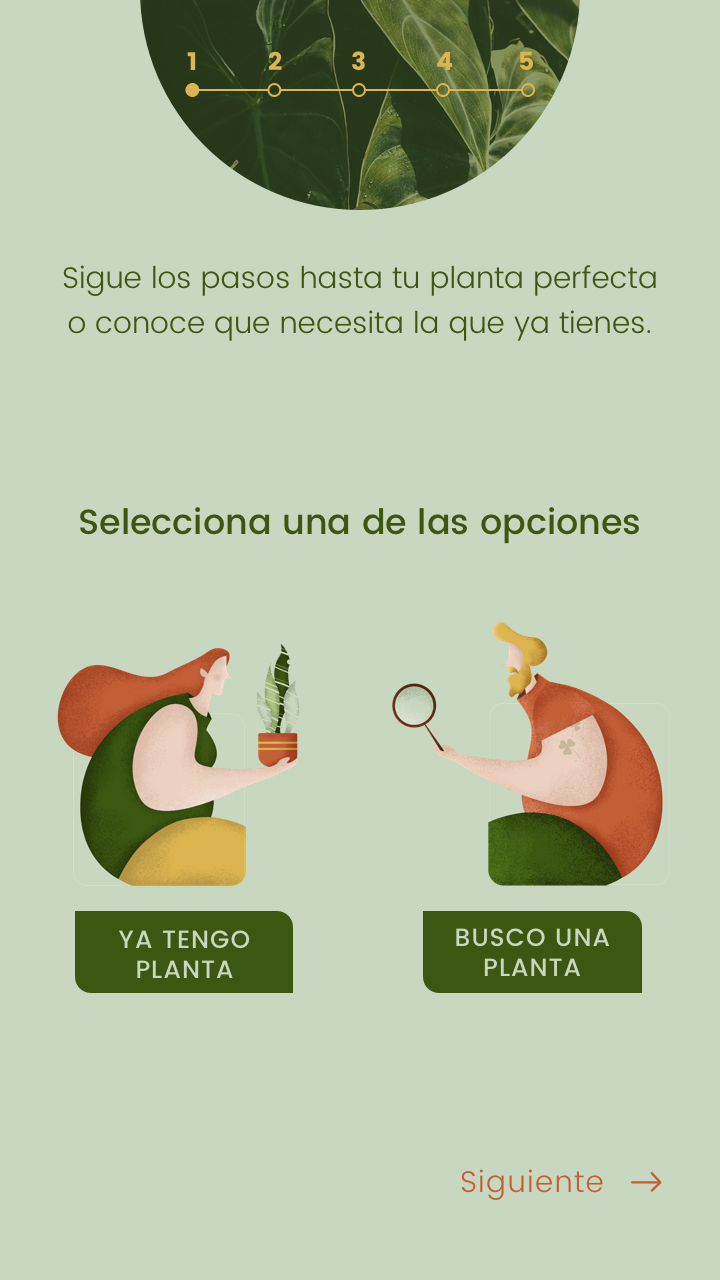 1 2 3 4 5
Sigue los pasos hasta tu planta perfecta
o conoce que necesita la que ya tienes.
Selecciona una de las opciones
YA TENGO
PLANTA
BUSCO UNA
PLANTA
Siguiente →